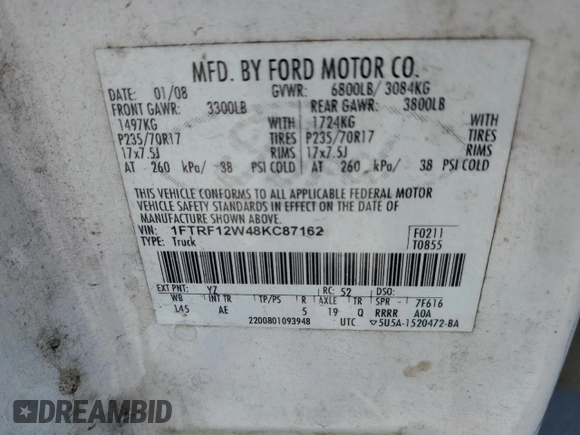 MFD. BY FORD MOTOR CO.
DATE: 01/08 GVWR: 6800LB/ 3084KG
FRONT GAWR: 3300LB REAR GAWR: 3800LB
1497KG WITH 1724KG WITH
P235/70R17 TIRES P235/70R17 TIRES
17x7.5J RIMS 17x7.5J RIMS
AT 260 kPa/ 38 PSI COLD AT 260 kPa/ 38 PSI COLD
THIS VEHICLE CONFORMS TO ALL APPLICABLE FEDERAL MOTOR
VEHICLE SAFETY STANDARDS IN EFFECT ON THE DATE OF
MANUFACTURE SHOWN ABOVE.
VIN: 1FTRF12W48KC87162 F0211
TYPE: Truck T0855
EXT PNT: YZ RC: 52 DSO:
WB INT TR TP/PS R AXLE TR SPR 7F616
145 AE 5 19 Q RRRR A0A
2200801093948 UTC ▽5U5A-1520472-BA
DREAMBID